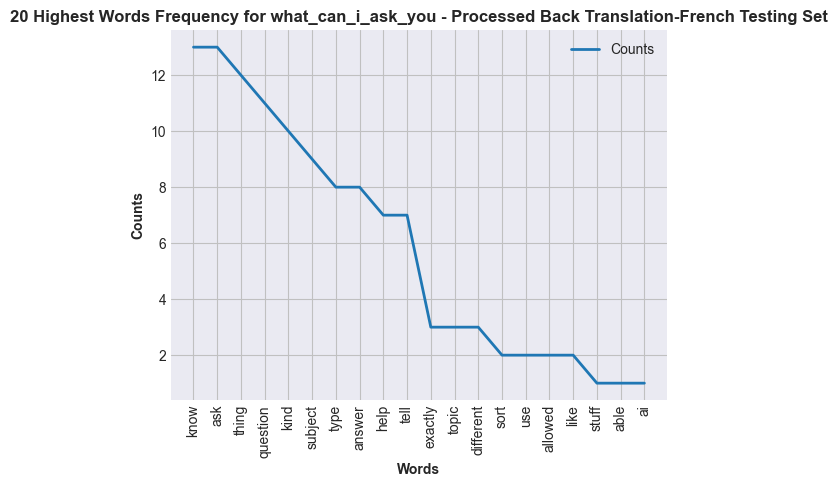 20 Highest Words Frequency for what_can_i_ask_you - Processed Back Translation-French Testing Set
Counts
12
10
8
6
4
2
Counts
know
ask
thing
question
kind
subject
type
answer
help
tell
exactly
topic
different
sort
use
allowed
like
stuff
able
ai
Words